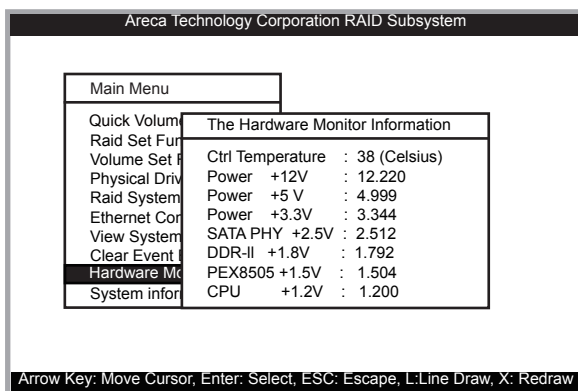 Areca Technology Corporation RAID Subsystem
Main Menu
Quick Volum
Raid Set Fun
Volume Set
Physical Driv
Raid System
Ethernet Con
View System
Clear Event
Hardware Mo
System infor
The Hardware Monitor Information
Ctrl Temperature : 38 (Celsius)
Power +12V : 12.220
Power +5 V : 4.999
Power +3.3V : 3.344
SATA PHY +2.5V : 2.512
DDR-II +1.8V : 1.792
PEX8505 +1.5V : 1.504
CPU +1.2V : 1.200
Arrow Key: Move Cursor, Enter: Select, ESC: Escape, L:Line Draw, X: Redraw